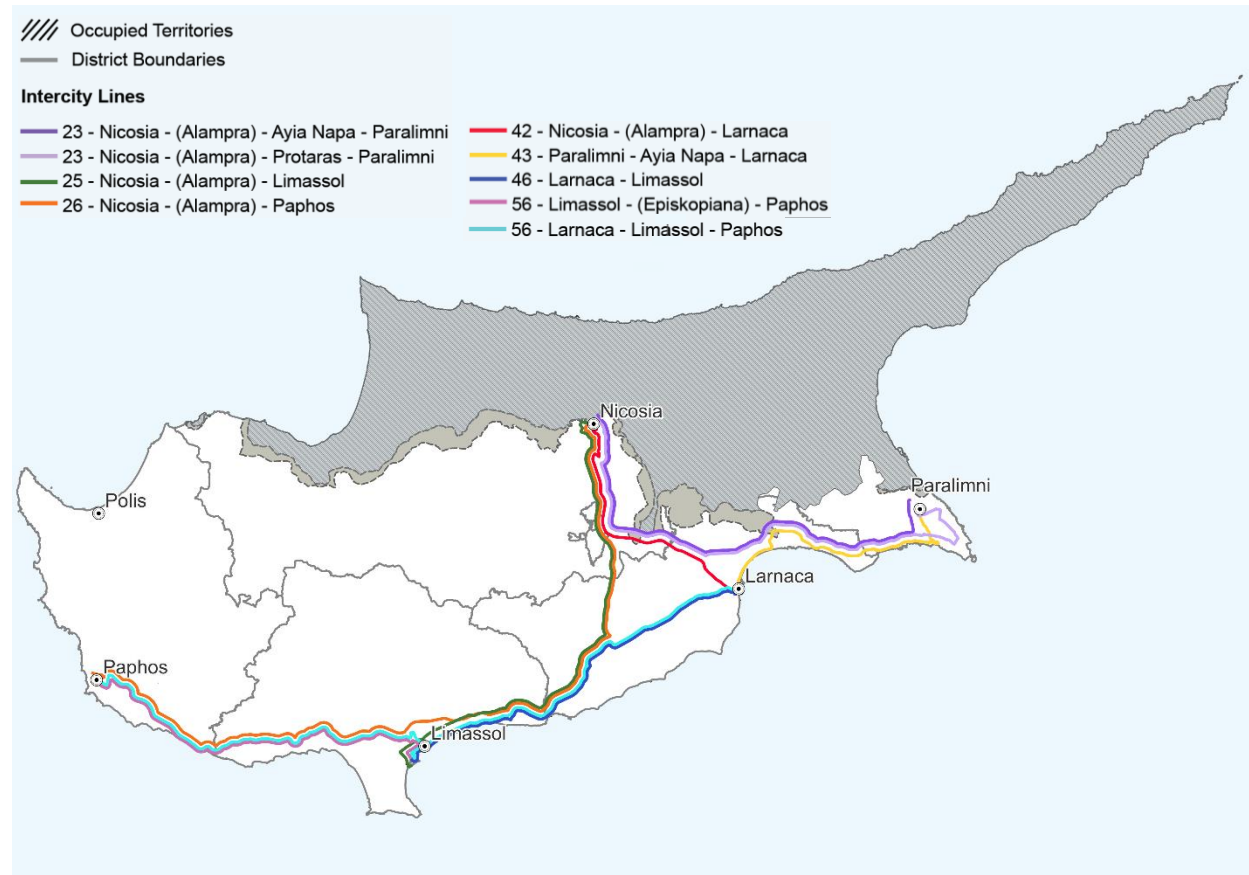 Occupied Territories
District Boundaries
Intercity Lines
23 - Nicosia - (Alampra) - Ayia Napa - Paralimni
23 - Nicosia - (Alampra) - Protaras - Paralimni
25 - Nicosia - (Alampra) - Limassol
26 - Nicosia - (Alampra) - Paphos
42 - Nicosia - (Alampra) - Larnaca
43 - Paralimni - Ayia Napa - Larnaca
46 - Larnaca - Limassol
56 - Limassol - (Episkopiana) - Paphos
56 - Larnaca - Limassol - Paphos
Nicosia
Paralimni
Polis
Larnaca
Paphos
Limassol